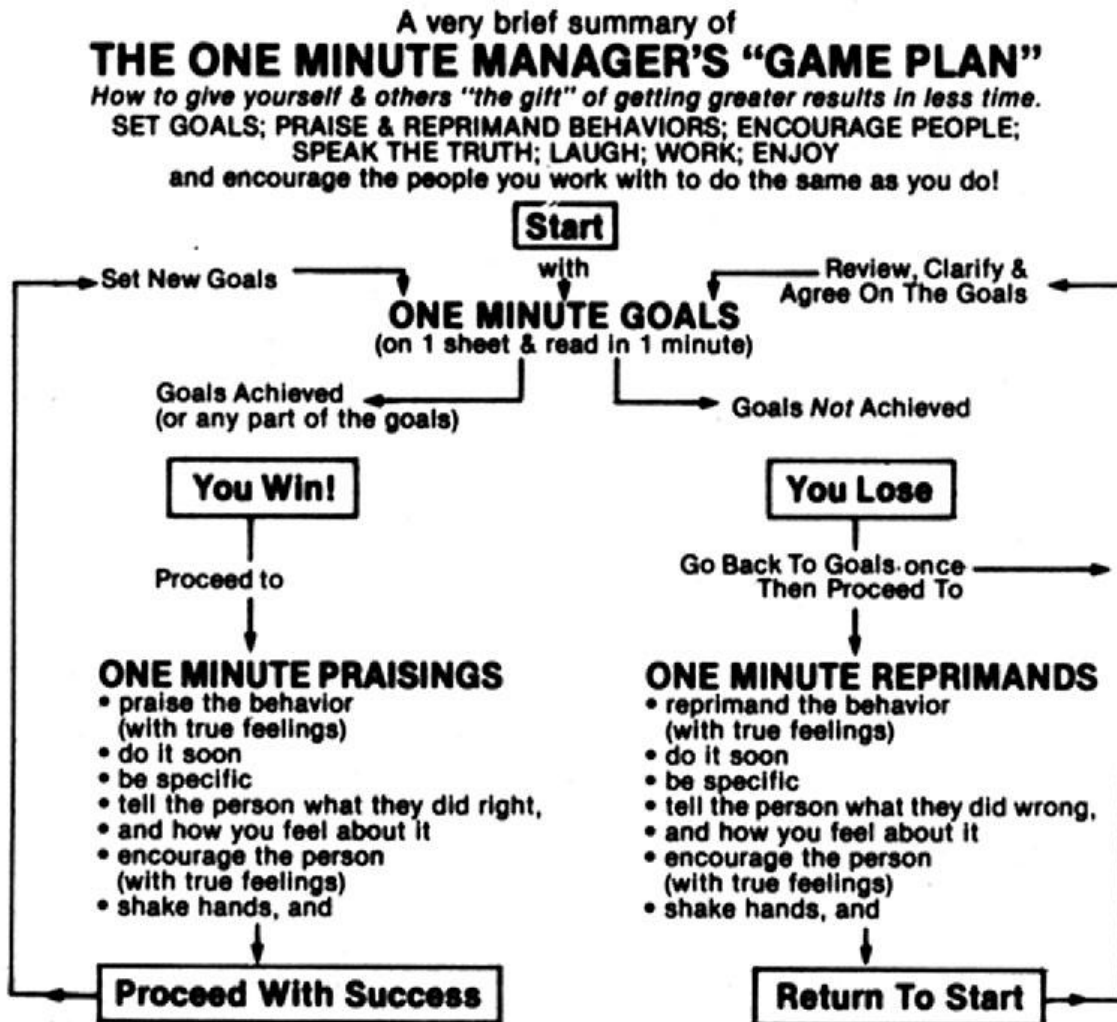 A very brief summary of
THE ONE MINUTE MANAGER'S “GAME PLAN”
How to give yourself & others “the gift” of getting greater results in less time.
SET GOALS; PRAISE & REPRIMAND BEHAVIORS; ENCOURAGE PEOPLE;
SPEAK THE TRUTH; LAUGH; WORK; ENJOY
and encourage the people you work with to do the same as you do!
Start
with
Set New Goals
Review, Clarify &
Agree On The Goals
ONE MINUTE GOALS
(on 1 sheet & read in 1 minute)
Goals Achieved
(or any part of the goals)
Goals Not Achieved
You Win!
You Lose
Proceed to
Go Back To Goals once
Then Proceed To
ONE MINUTE PRAISINGS
• praise the behavior
(with true feelings)
• do it soon
• be specific
• tell the person what they did right,
• and how you feel about it
• encourage the person
(with true feelings)
• shake hands, and
Proceed With Success
ONE MINUTE REPRIMANDS
• reprimand the behavior
(with true feelings)
• do it soon
• be specific
• tell the person what they did wrong,
• and how you feel about it
• encourage the person
(with true feelings)
• shake hands, and
Return To Start